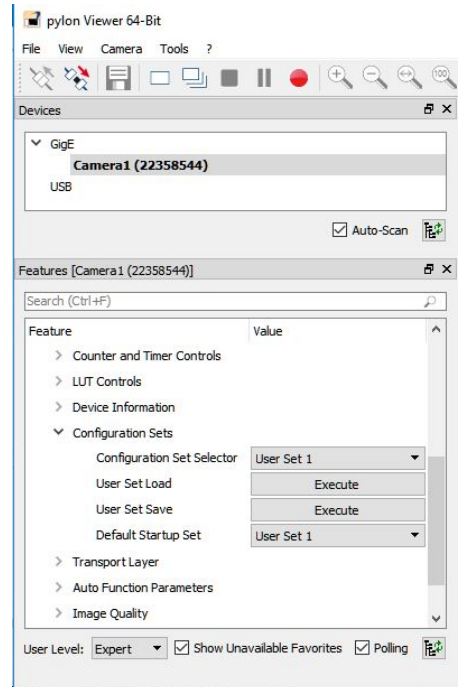 pylon Viewer 64-Bit
File View Camera Tools ?
100
Devices
GigE
Camera1 (22358544)
USB
Auto-Scan
Features [Camera1 (22358544)]
Search (Ctrl+F)
Feature Value
Counter and Timer Controls
LUT Controls
Device Information
Configuration Sets
Configuration Set Selector User Set 1
User Set Load Execute
User Set Save Execute
Default Startup Set User Set 1
Transport Layer
Auto Function Parameters
Image Quality
User Level: Expert Show Unavailable Favorites Polling